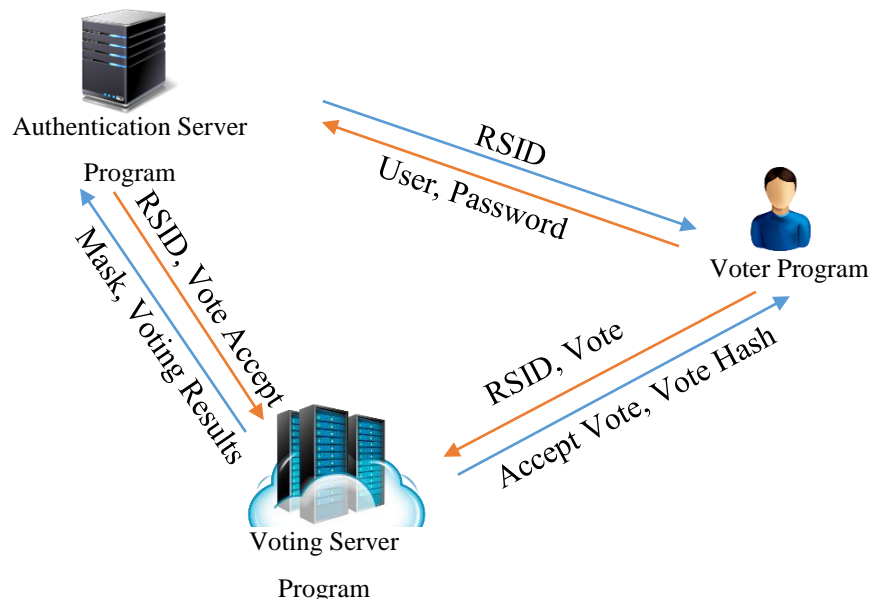 Authentication Server
Program
RSID
User, Password
Voter Program
RSID, Vote Accept
Mask, Voting Results
RSID, Vote
Accept Vote, Vote Hash
Voting Server
Program